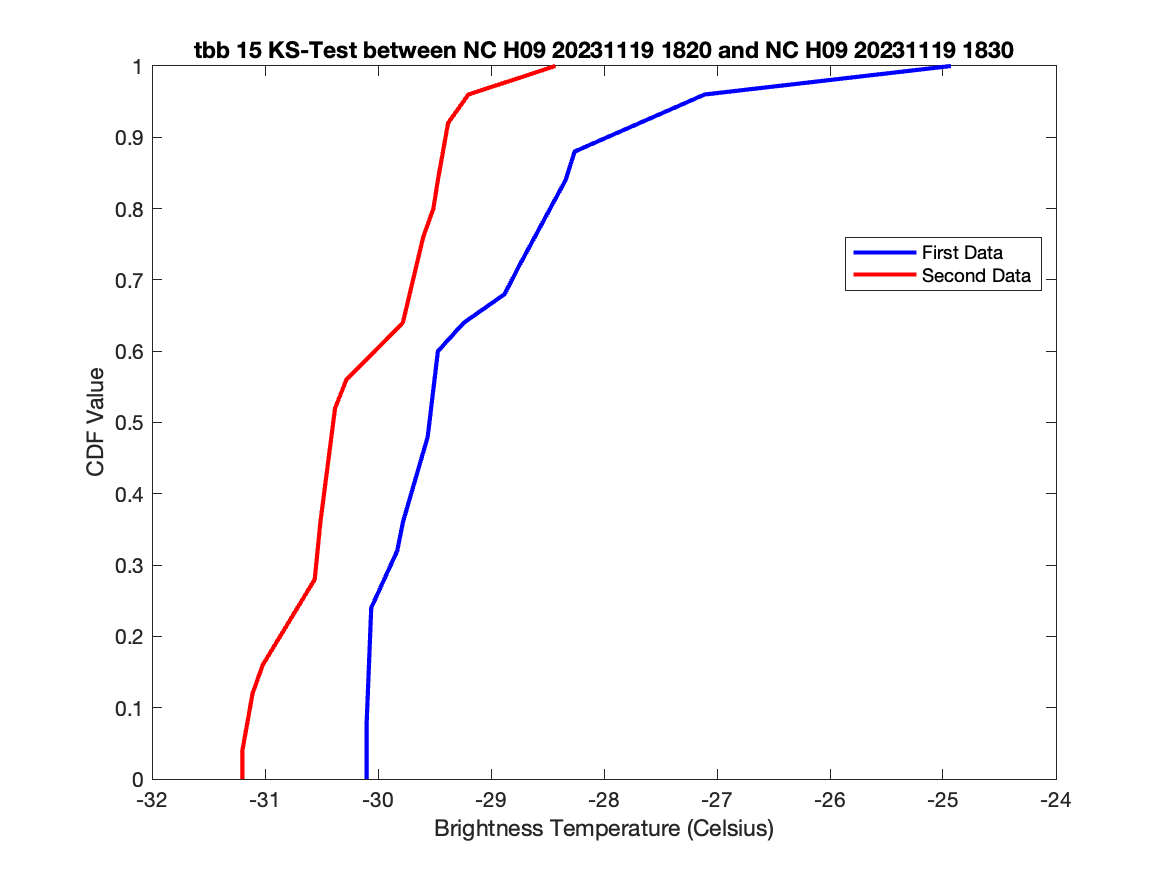 tbb 15 KS-Test between NC H09 20231119 1820 and NC H09 20231119 1830
1
0.9
0.8
0.7
0.6
0.5
0.4
0.3
0.2
0.1
0
CDF Value
First Data
Second Data
-32 -31 -30 -29 -28 -27 -26 -25 -24
Brightness Temperature (Celsius)